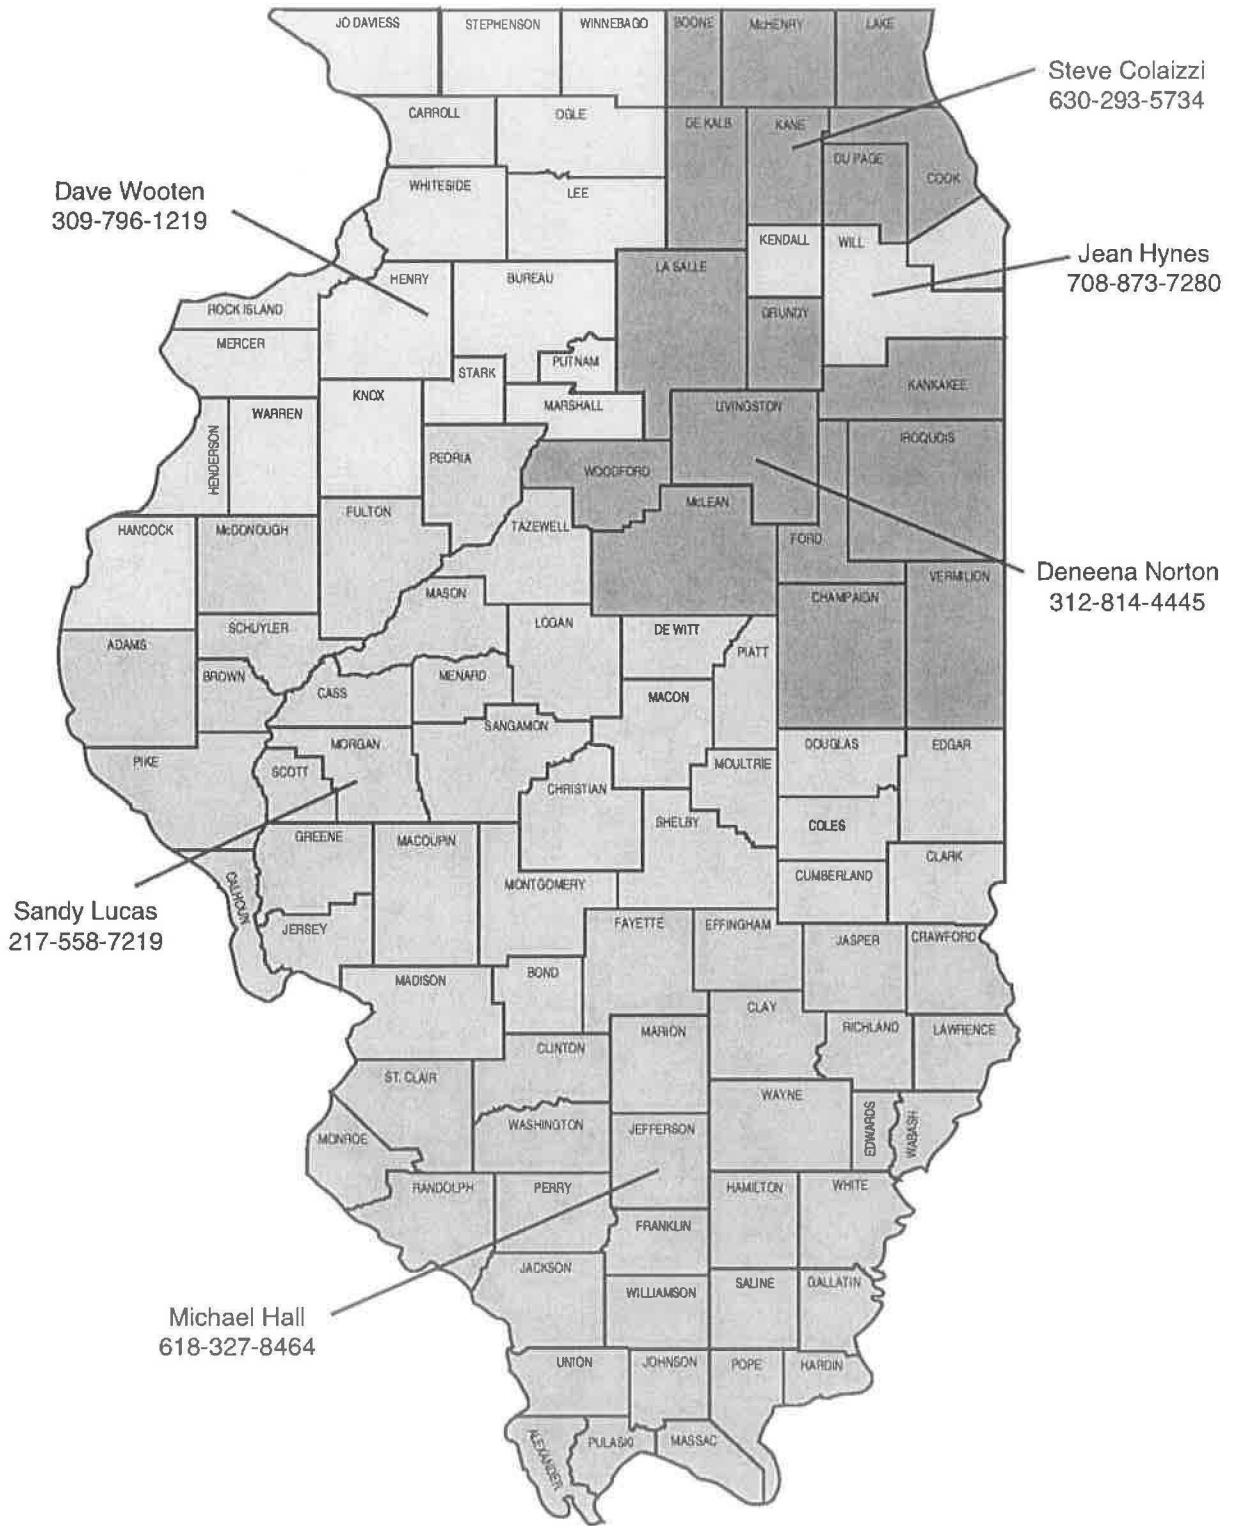 JO DAVIESS
STEPHENSON
WINNEBAGO
BOONE
McHENRY
LAKE
Steve Colaizzi
630-293-5734
CARROLL
OGLE
DE KALB
KANE
DU PAGE
COOK
Dave Wooten
309-796-1219
WHITESIDE
LEE
KENDALL
WILL
Jean Hynes
708-873-7280
HENRY
BUREAU
LA SALLE
ROCK ISLAND
GRUNDY
MERCER
PUTNAM
STARK
KANKAKEE
KNOX
MARSHALL
LIVINGSTON
WARREN
HENDERSON
IROQUOIS
PEORIA
WOODFORD
McLEAN
FULTON
HANCOCK
McDONOUGH
TAZEWELL
FORD
Deneena Norton
312-814-4445
VERMILION
MASON
CHAMPAIGN
SCHUYLER
LOGAN
DE WITT
ADAMS
PIATT
BROWN
CASS
MENARD
MACON
SANGAMON
PIKE
MORGAN
DOUGLAS
EDGAR
SCOTT
MOULTRIE
CHRISTIAN
SHELBY
COLES
GREENE
MACOUPIN
CLARK
CALHOUN
MONTGOMERY
CUMBERLAND
Sandy Lucas
217-558-7219
JERSEY
FAYETTE
EFFINGHAM
JASPER
CRAWFORD
MADISON
BOND
CLAY
MARION
RICHLAND
LAWRENCE
CLINTON
ST. CLAIR
WAYNE
MONROE
WASHINGTON
JEFFERSON
EDWARDS
WABASH
RANDOLPH
PERRY
HAMILTON
WHITE
FRANKLIN
JACKSON
WILLIAMSON
SALINE
GALLATIN
Michael Hall
618-327-8464
UNION
JOHNSON
POPE
HARDIN
ALEXANDER
PULASKI
MASSAC